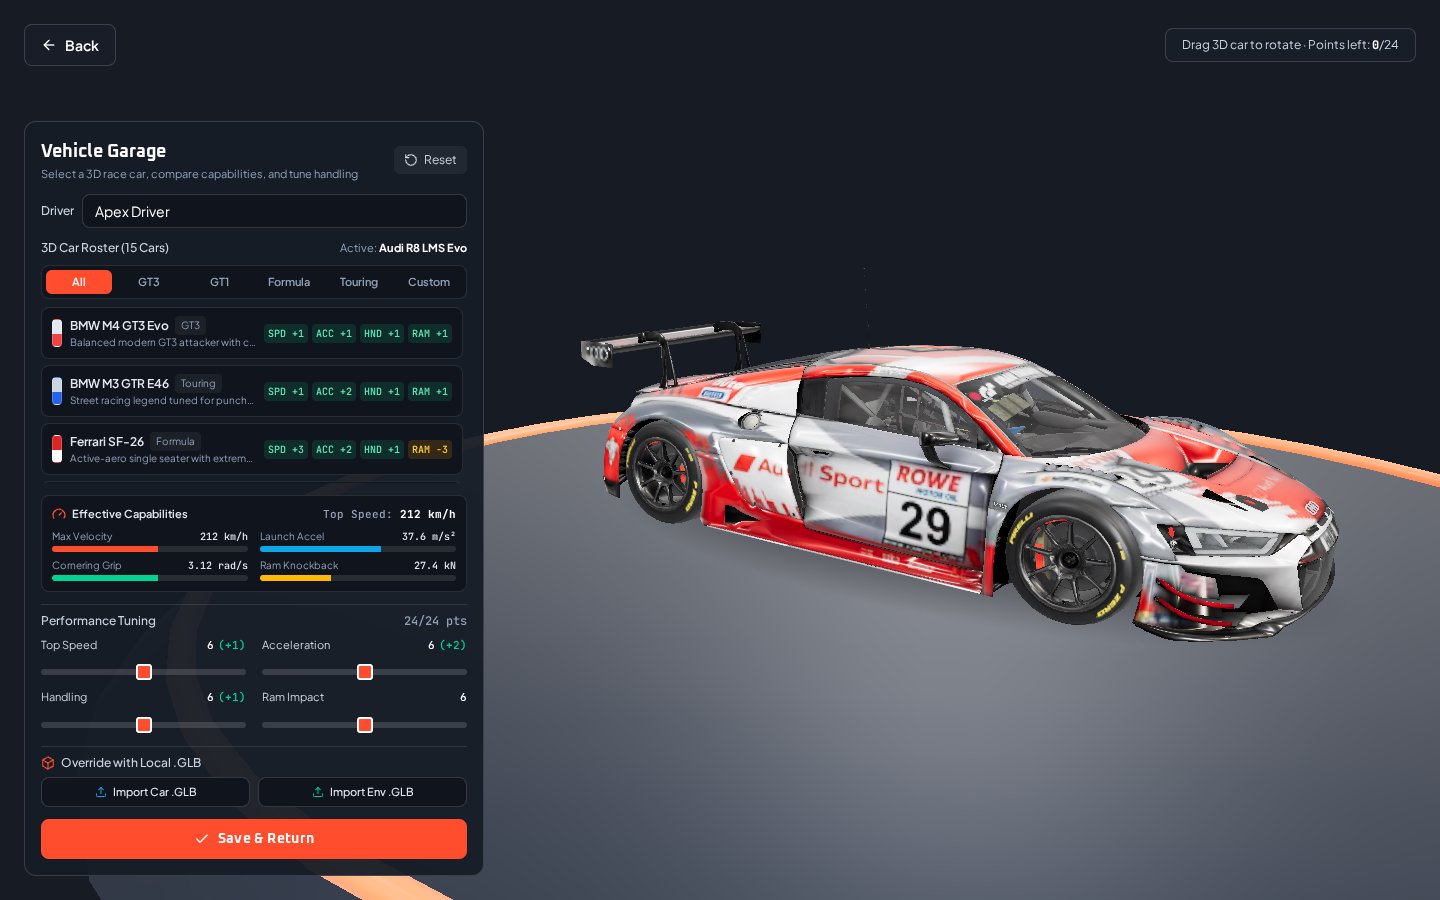 Back
Drag 3D car to rotate · Points left: 0/24
Vehicle Garage
Reset
Select a 3D race car, compare capabilities, and tune handling
Driver
Apex Driver
3D Car Roster (15 Cars)
Active: Audi R8 LMS Evo
All
GT3
GT1
Formula
Touring
Custom
BMW M4 GT3 Evo GT3
Balanced modern GT3 attacker with c...
SPD +1 ACC +1 HND +1 RAM +1
BMW M3 GTR E46 Touring
Street racing legend tuned for punch...
SPD +1 ACC +2 HND +1 RAM +1
Ferrari SF-26 Formula
Active-aero single seater with extrem...
SPD +3 ACC +2 HND +1 RAM -3
Effective Capabilities
Top Speed: 212 km/h
Max Velocity 212 km/h
Launch Accel 37.6 m/s²
Cornering Grip 3.12 rad/s
Ram Knockback 27.4 kN
Performance Tuning
24/24 pts
Top Speed 6 (+1)
Acceleration 6 (+2)
Handling 6 (+1)
Ram Impact 6
Override with Local .GLB
Import Car .GLB
Import Env .GLB
Save & Return
Audi Sport
ROWE
29
PIRELLI
P ZERO